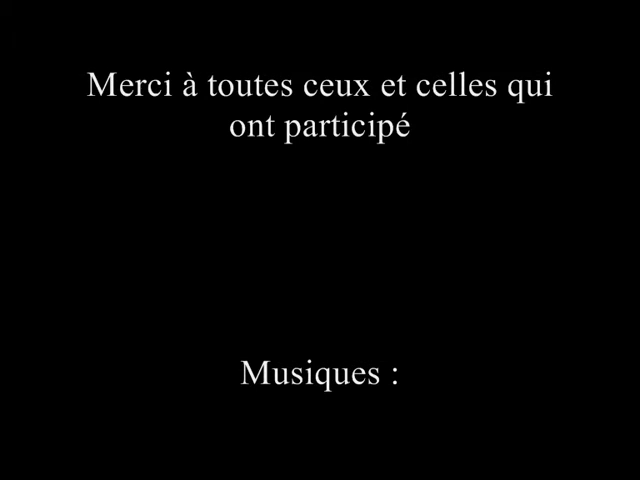 Merci à toutes ceux et celles qui
ont participé
Musiques :